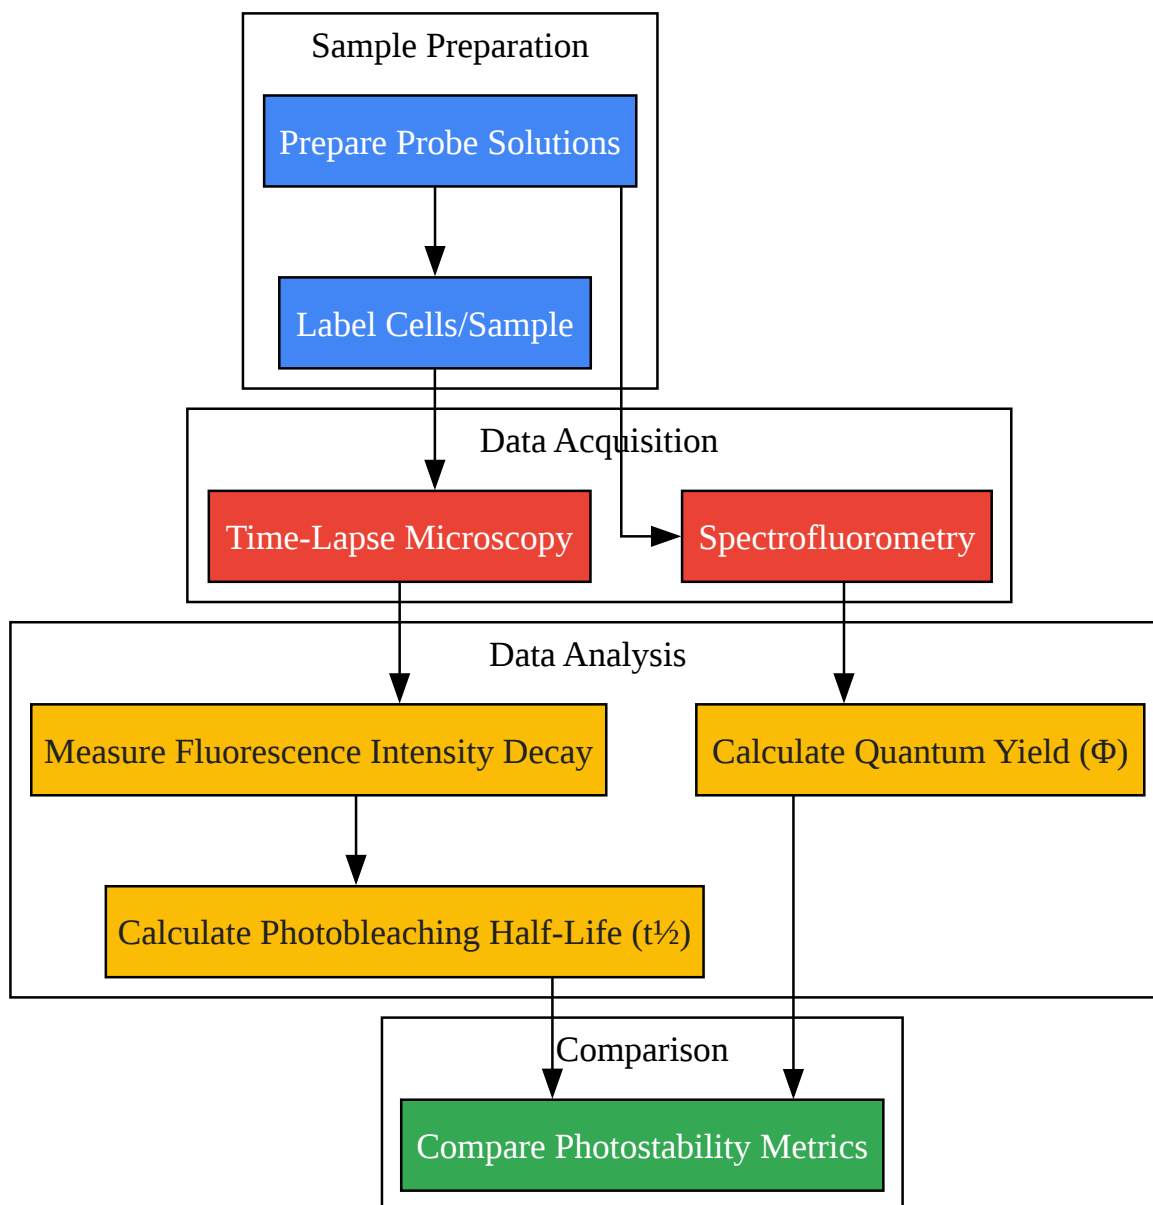 Sample Preparation
Prepare Probe Solutions
Label Cells/Sample
Data Acquisition
Time-Lapse Microscopy
Spectrofluorometry
Data Analysis
Measure Fluorescence Intensity Decay
Calculate Quantum Yield (Φ)
Calculate Photobleaching Half-Life (t½)
Comparison
Compare Photostability Metrics